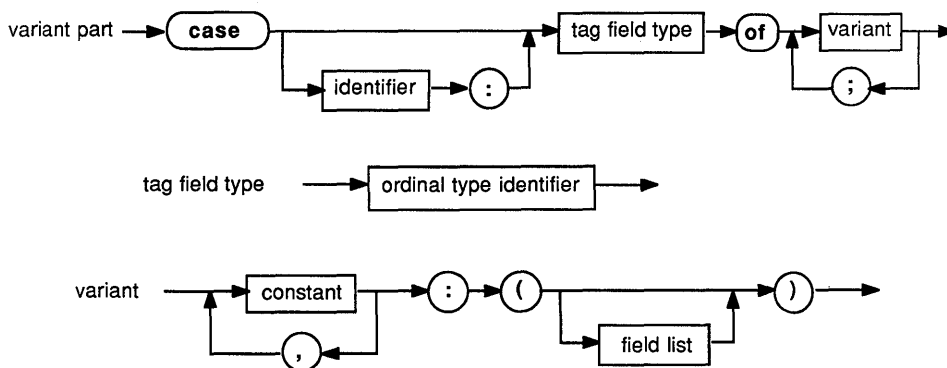 variant part case tag field type of variant
identifier : ;
tag field type ordinal type identifier
variant constant : ( )
, field list